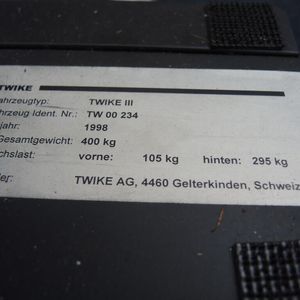 TWIKE
ahrzeugtyp: TWIKE III
hrzeug Ident. Nr.: TW 00 234
jahr: 1998
Gesamtgewicht: 400 kg
chslast: vorne: 105 kg hinten: 295 kg
ler: TWIKE AG, 4460 Gelterkinden, Schweiz